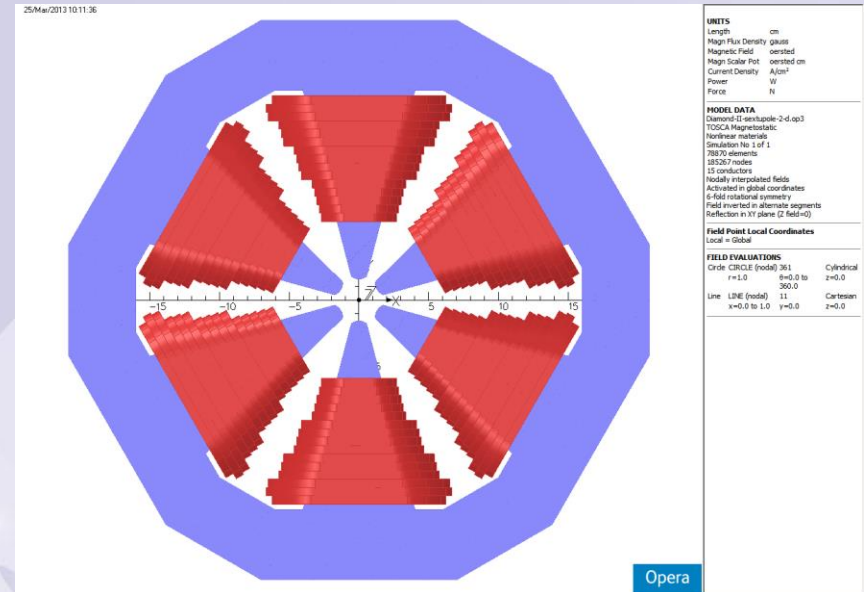 25/Mar/2013 10:11:36
UNITS
Length cm
Magn Flux Density gauss
Magnetic Field oersted
Magn Scalar Pot oersted cm
Current Density A/cm²
Power W
Force N
MODEL DATA
Diamond-II-sextupole-2-d.op3
TOSCA Magnetostatic
Nonlinear materials
Simulation No 1 of 1
78870 elements
185267 nodes
15 conductors
Nodally interpolated fields
Activated in global coordinates
6-fold rotational symmetry
Field inverted in alternate segments
Reflection in XY plane (Z field=0)
Field Point Local Coordinates
Local = Global
FIELD EVALUATIONS
Circle CIRCLE (nodal) 361 Cylindrical
r=1.0 θ=0.0 to z=0.0
360.0
Line LINE (nodal) 11 Cartesian
x=0.0 to 1.0 y=0.0 z=0.0
Z
-15 -10 -5 X 5 10 15
Opera